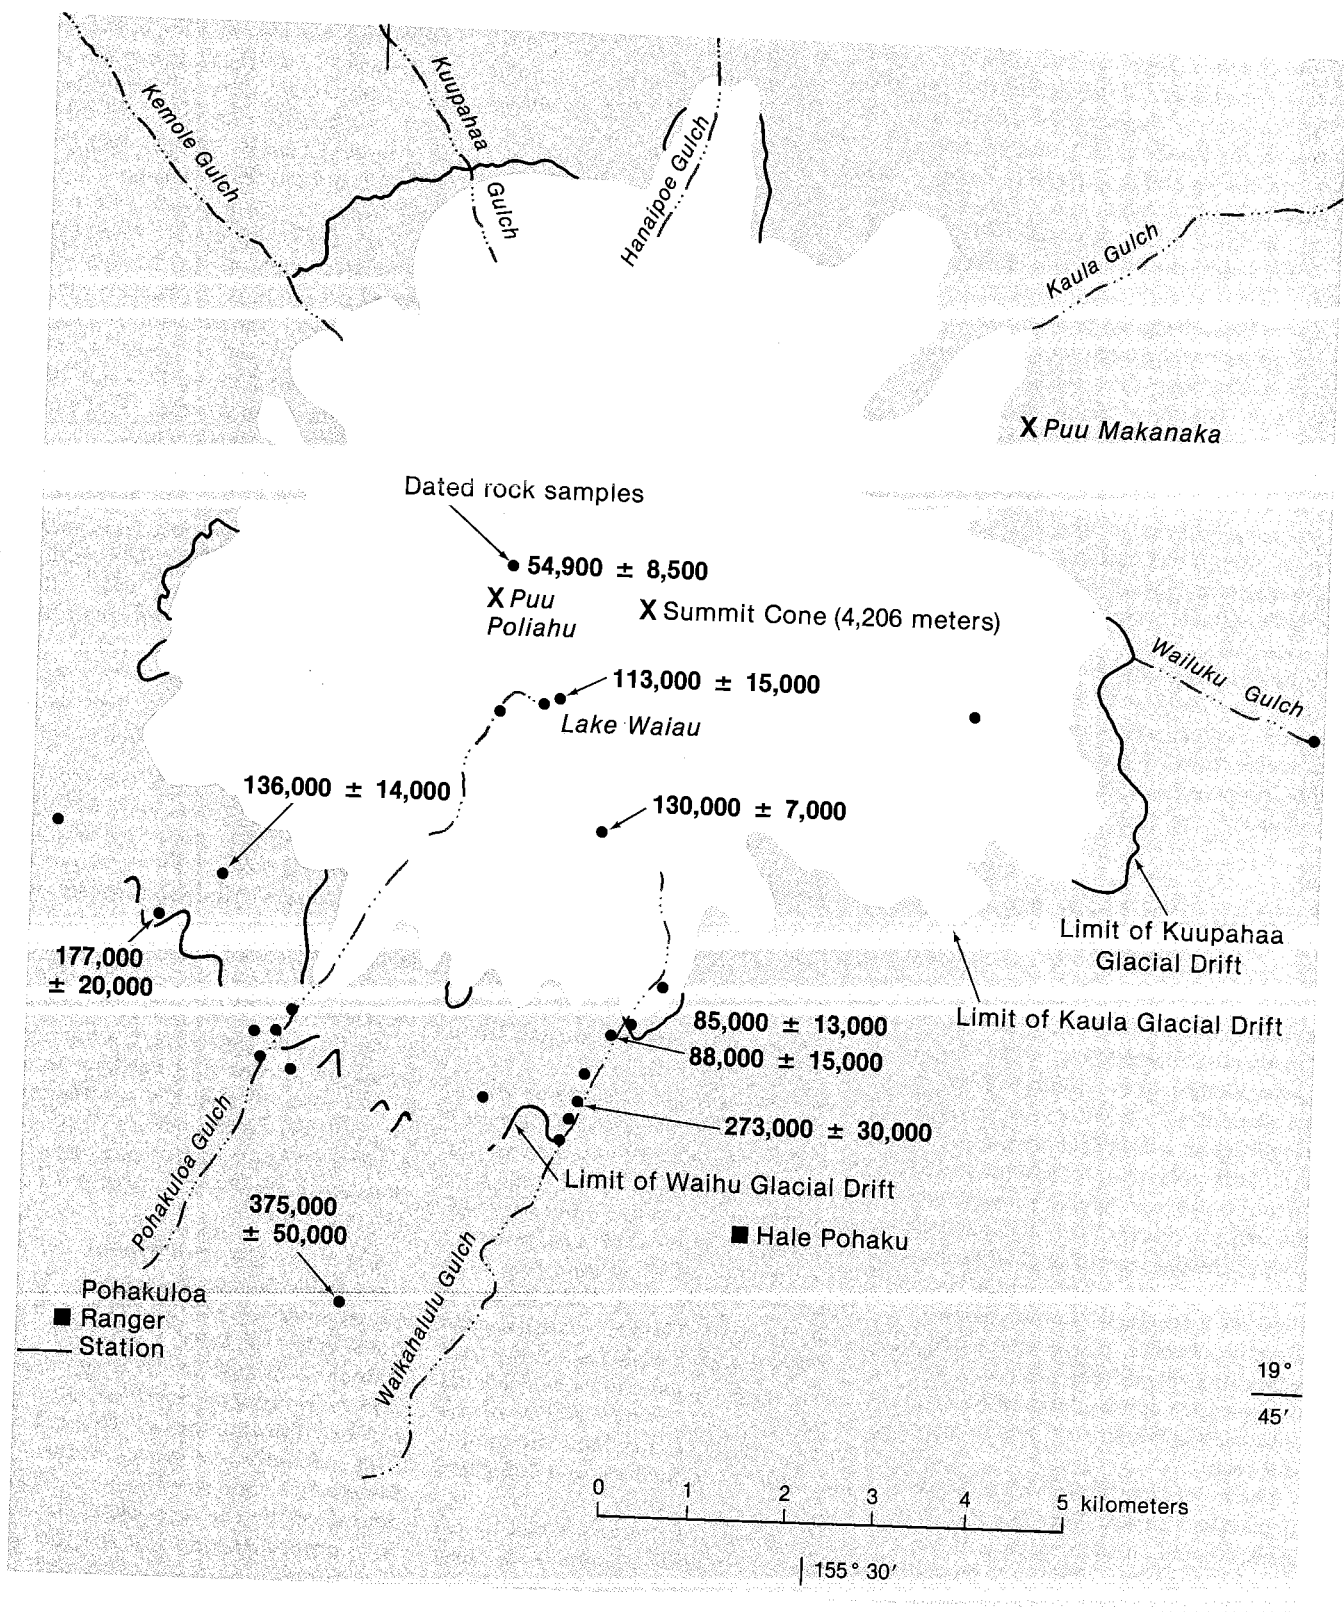 Kemole Gulch
Kuupahaa
Gulch
Hanaipoe Gulch
Kaula Gulch
X Puu Makanaka
Dated rock samples
54,900 ± 8,500
X Puu
Poliahu
X Summit Cone (4,206 meters)
Wailuku Gulch
113,000 ± 15,000
Lake Waiau
136,000 ± 14,000
130,000 ± 7,000
177,000
± 20,000
Limit of Kuupahaa
Glacial Drift
Limit of Kaula Glacial Drift
85,000 ± 13,000
88,000 ± 15,000
273,000 ± 30,000
Limit of Waihu Glacial Drift
Pohakuloa Gulch
375,000
± 50,000
Hale Pohaku
Waikahalulu Gulch
Pohakuloa
Ranger
Station
19°
45′
0 1 2 3 4 5 kilometers
155° 30′